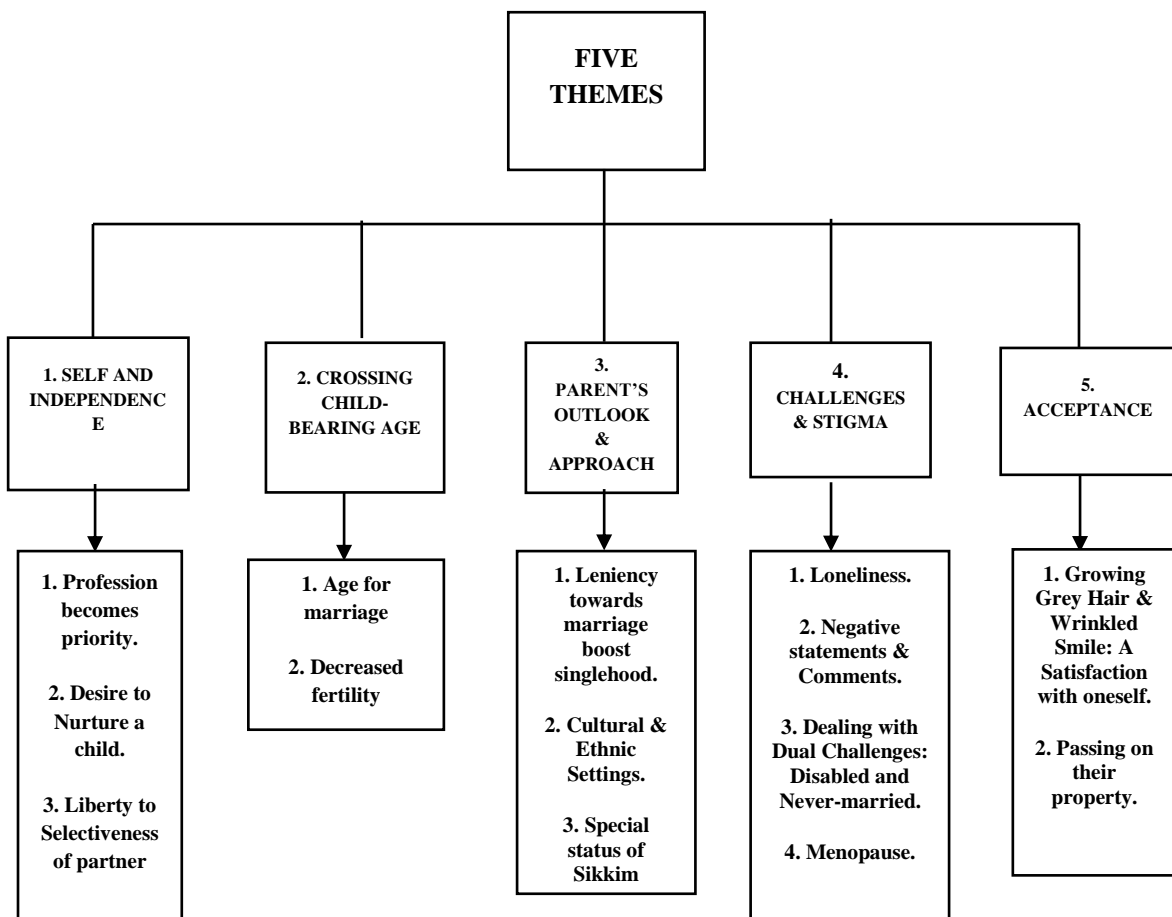 FIVE
THEMES
1. SELF AND
INDEPENDENC
E
2. CROSSING
CHILD-
BEARING AGE
3.
PARENT’S
OUTLOOK
&
APPROACH
4.
CHALLENGES
& STIGMA
5.
ACCEPTANCE
1. Profession
becomes
priority.
2. Desire to
Nurture a
child.
3. Liberty to
Selectiveness
of partner
1. Age for
marriage
2. Decreased
fertility
1. Leniency
towards
marriage
boost
singlehood.
2. Cultural &
Ethnic
Settings.
3. Special
status of
Sikkim
1. Loneliness.
2. Negative
statements &
Comments.
3. Dealing with
Dual Challenges:
Disabled and
Never-married.
4. Menopause.
1. Growing
Grey Hair &
Wrinkled
Smile: A
Satisfaction
with oneself.
2. Passing on
their
property.